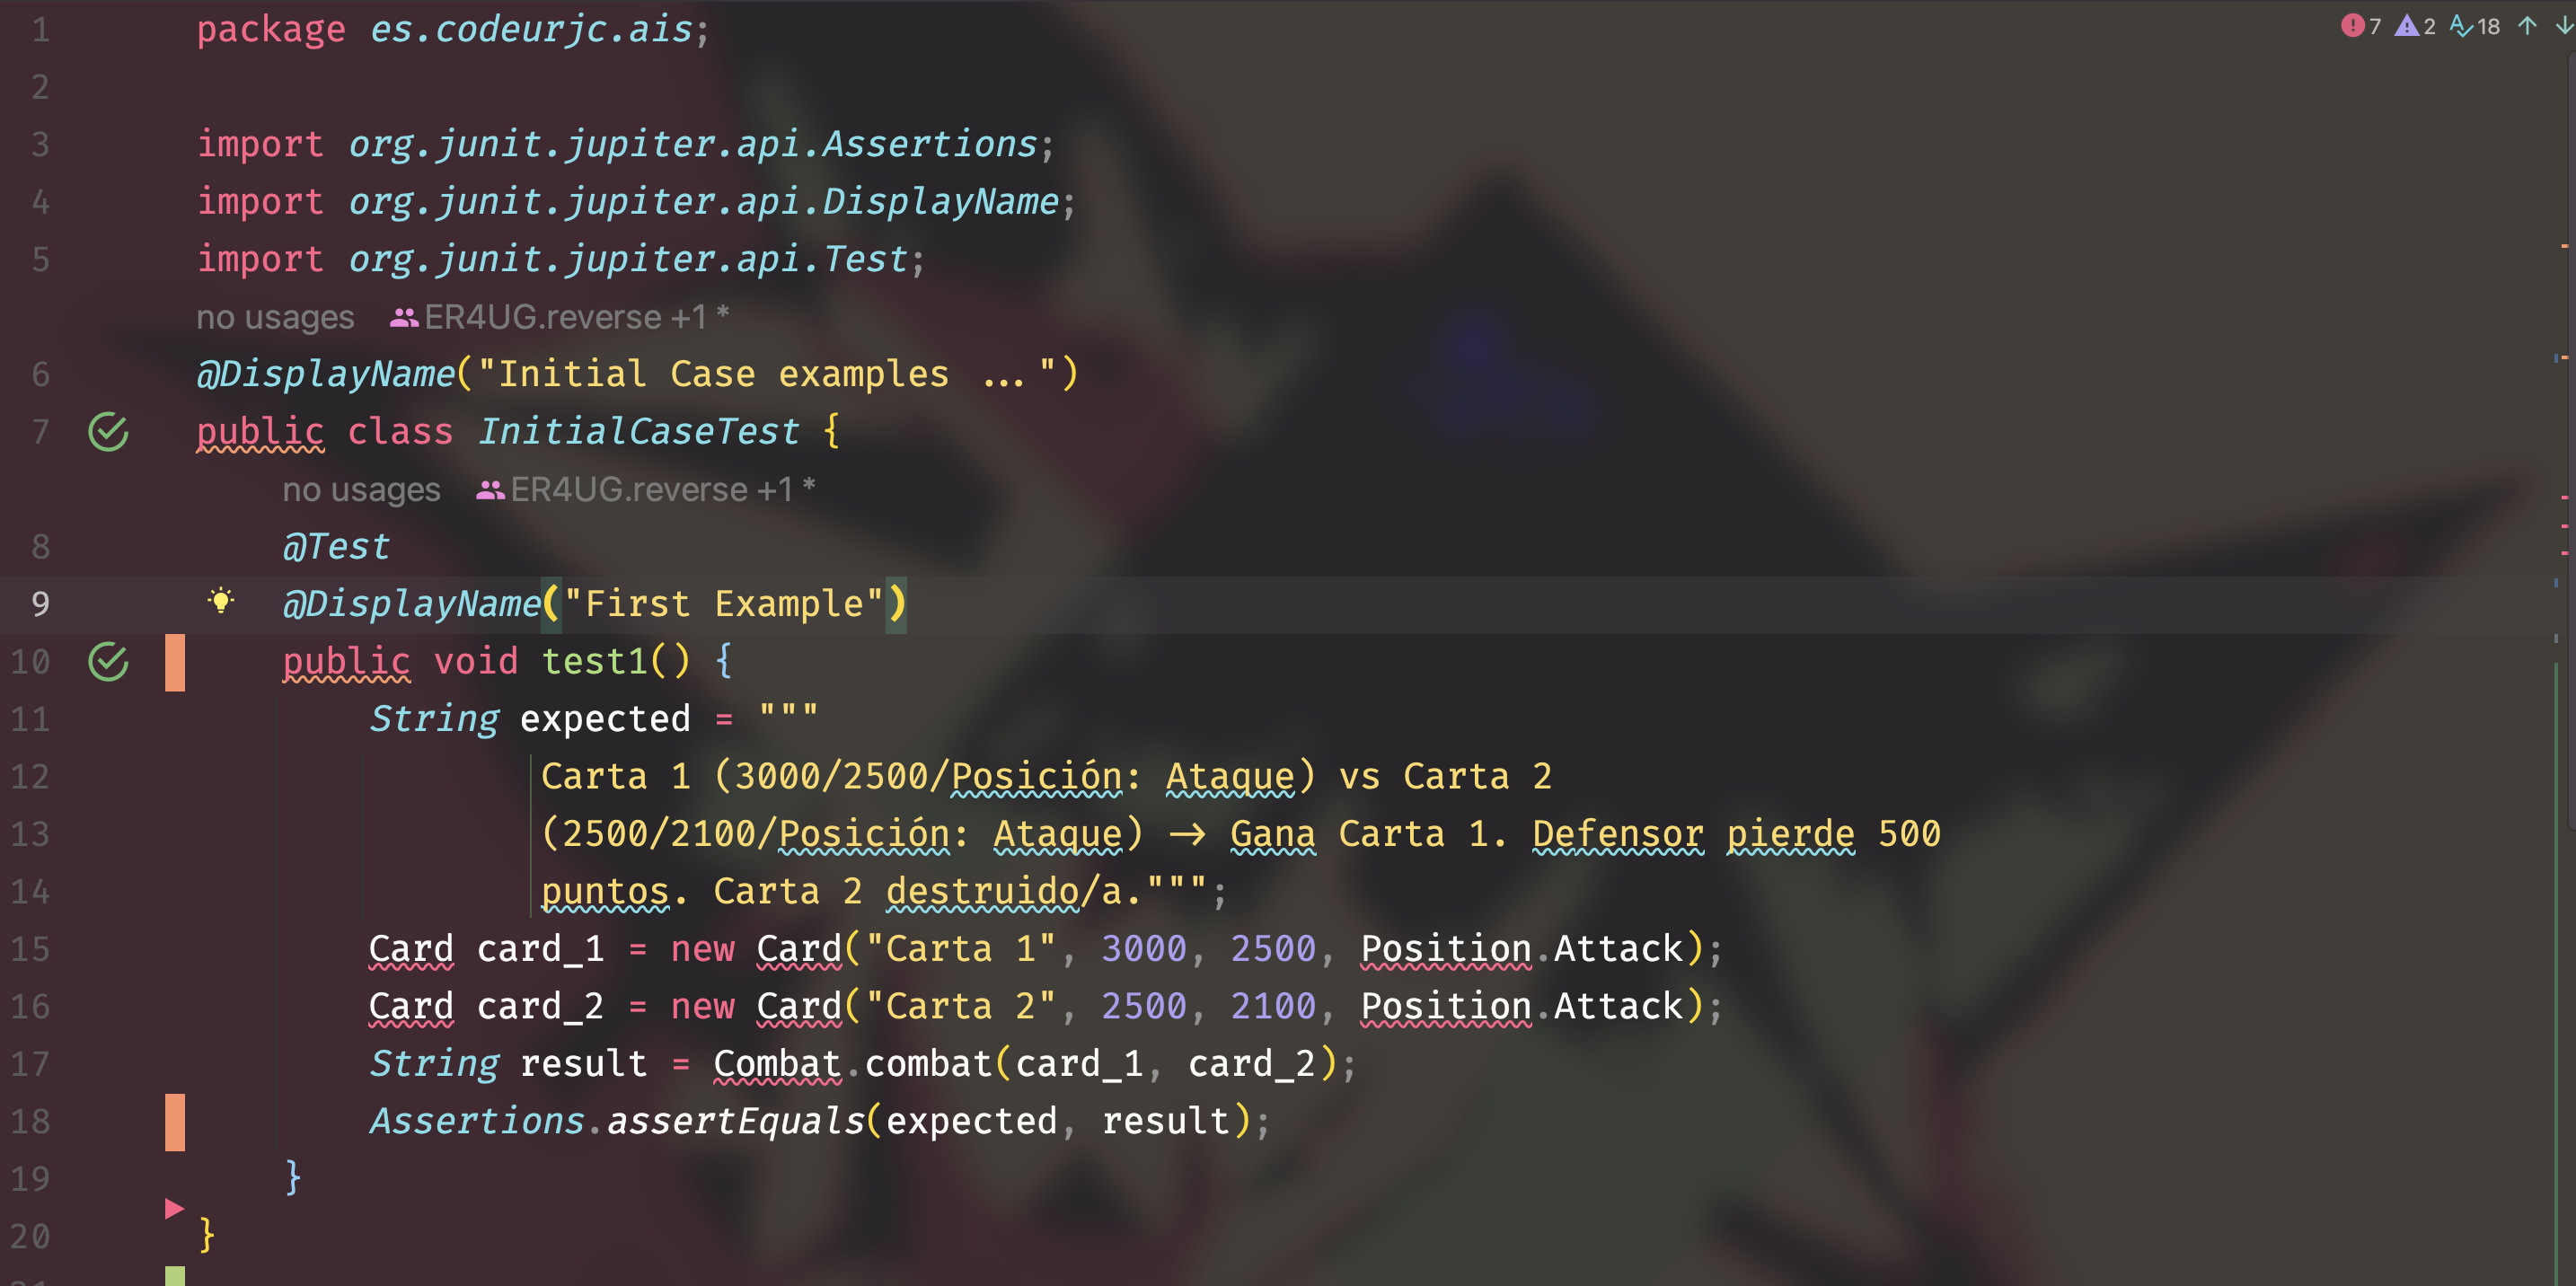 1 package es.codeurjc.ais;
2
3 import org.junit.jupiter.api.Assertions;
4 import org.junit.jupiter.api.DisplayName;
5 import org.junit.jupiter.api.Test;
no usages ER4UG.reverse +1 *
6 @DisplayName("Initial Case examples ...")
7 public class InitialCaseTest {
no usages ER4UG.reverse +1 *
8 @Test
9 @DisplayName("First Example")
10 public void test1() {
11 String expected = """
12 Carta 1 (3000/2500/Posición: Ataque) vs Carta 2
13 (2500/2100/Posición: Ataque) -> Gana Carta 1. Defensor pierde 500
14 puntos. Carta 2 destruido/a.""";
15 Card card_1 = new Card("Carta 1", 3000, 2500, Position.Attack);
16 Card card_2 = new Card("Carta 2", 2500, 2100, Position.Attack);
17 String result = Combat.combat(card_1, card_2);
18 Assertions.assertEquals(expected, result);
19 }
20 }
7 2 18